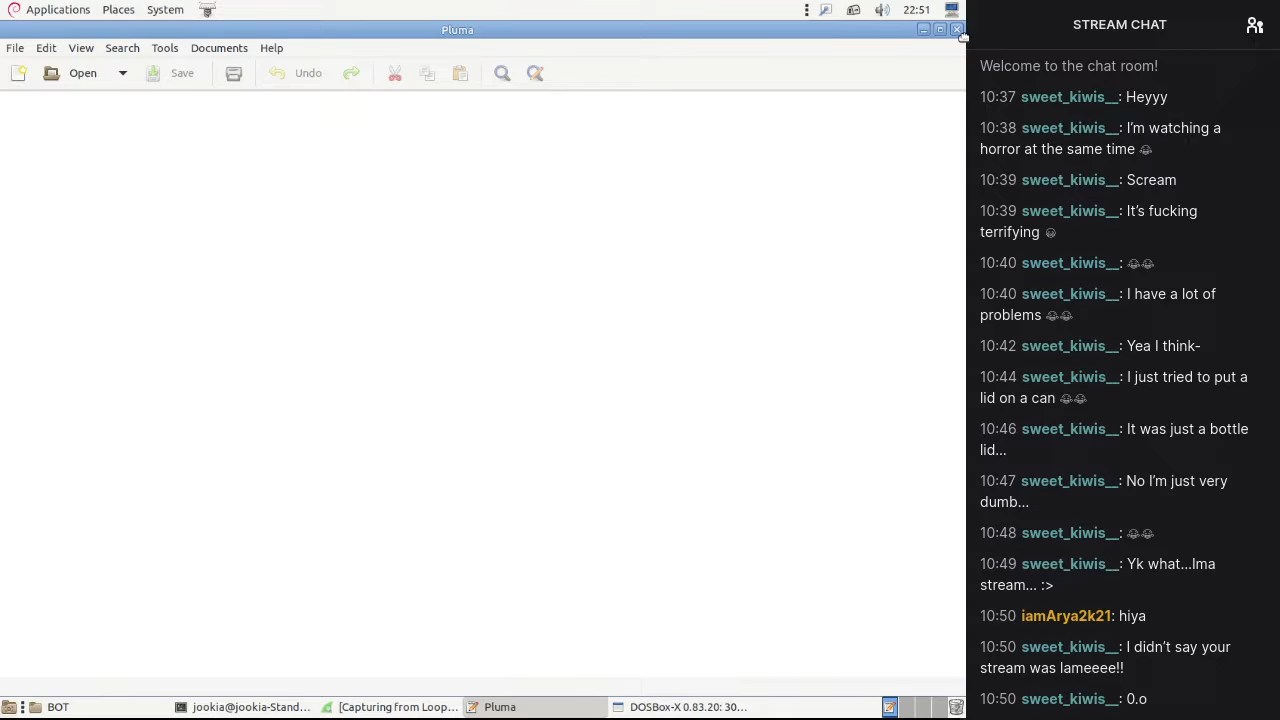 Applications Places System 22:51
Pluma
File Edit View Search Tools Documents Help
Open Save Undo
BOT jookia@jookia-Stand... [Capturing from Loop... Pluma DOSBox-X 0.83.20: 30...
STREAM CHAT
Welcome to the chat room!
10:37 sweet_kiwis__: Heyyy
10:38 sweet_kiwis__: I’m watching a
horror at the same time 😂
10:39 sweet_kiwis__: Scream
10:39 sweet_kiwis__: It’s fucking
terrifying 😀
10:40 sweet_kiwis__: 😂😂
10:40 sweet_kiwis__: I have a lot of
problems 😂😂
10:42 sweet_kiwis__: Yea I think-
10:44 sweet_kiwis__: I just tried to put a
lid on a can 😂😂
10:46 sweet_kiwis__: It was just a bottle
lid...
10:47 sweet_kiwis__: No I’m just very
dumb...
10:48 sweet_kiwis__: 😂😂
10:49 sweet_kiwis__: Yk what...Ima
stream... :>
10:50 iamArya2k21: hiya
10:50 sweet_kiwis__: I didn’t say your
stream was lameeee!!
10:50 sweet_kiwis__: 0.o